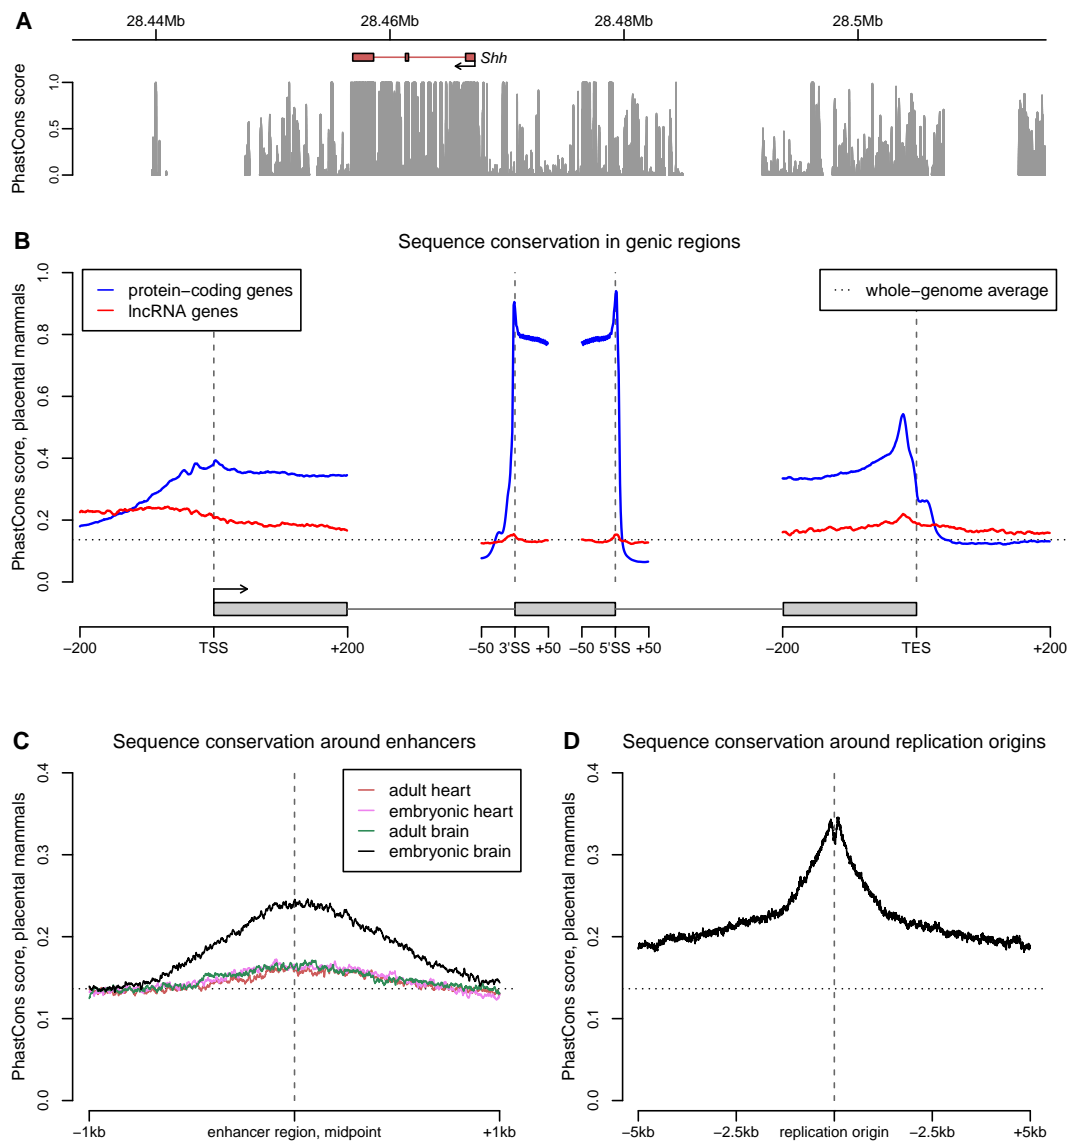 A
28.44Mb 28.46Mb 28.48Mb 28.5Mb
Shh
PhastCons score
0.0 0.5 1.0
B
Sequence conservation in genic regions
protein−coding genes
lncRNA genes
whole−genome average
PhastCons score, placental mammals
0.0 0.2 0.4 0.6 0.8 1.0
−200 TSS +200 −50 3'SS +50 −50 5'SS +50 −200 TES +200
C
Sequence conservation around enhancers
adult heart
embryonic heart
adult brain
embryonic brain
PhastCons score, placental mammals
0.0 0.1 0.2 0.3 0.4
−1kb enhancer region, midpoint +1kb
D
Sequence conservation around replication origins
PhastCons score, placental mammals
0.0 0.1 0.2 0.3 0.4
−5kb −2.5kb replication origin −2.5kb +5kb